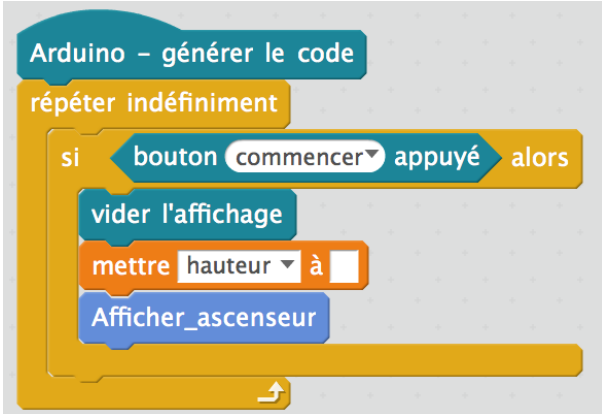 Arduino – générer le code
répéter indéfiniment
si bouton commencer appuyé alors
vider l'affichage
mettre hauteur à
Afficher_ascenseur